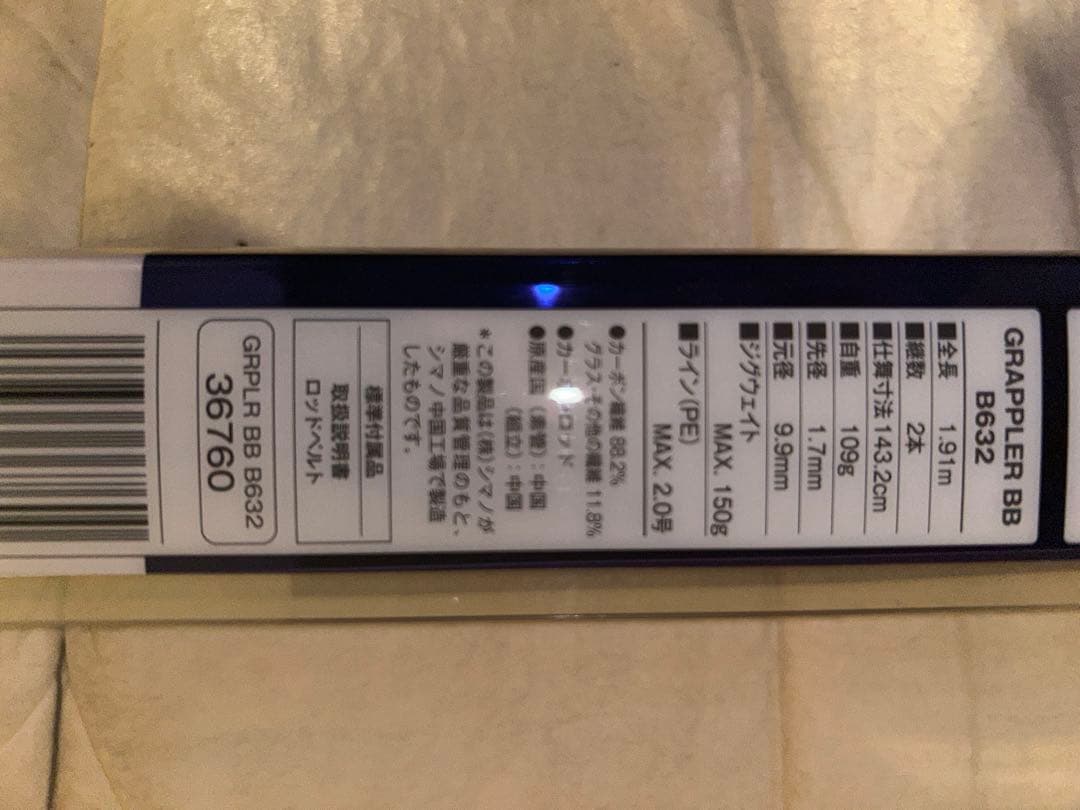 GRAPPLER BB
B632
■全長 1.91m
■継数 2本
■仕舞寸法 143.2cm
■自重 109g
■先径 1.7mm
■元径 9.9mm
■ジグウェイト
MAX. 150g
■ライン(PE)
MAX. 2.0号
●カーボン繊維 88.2%
グラス、その他の繊維 11.8%
●カー ロッド
●原産国 (素管):中国
(組立):中国
*この製品は(株)シマノが
厳重な品質管理のもと、
シマノ中国工場で製造
したものです。
標準付属品
取扱説明書
ロッドベルト
GRPLR BB B632
36760